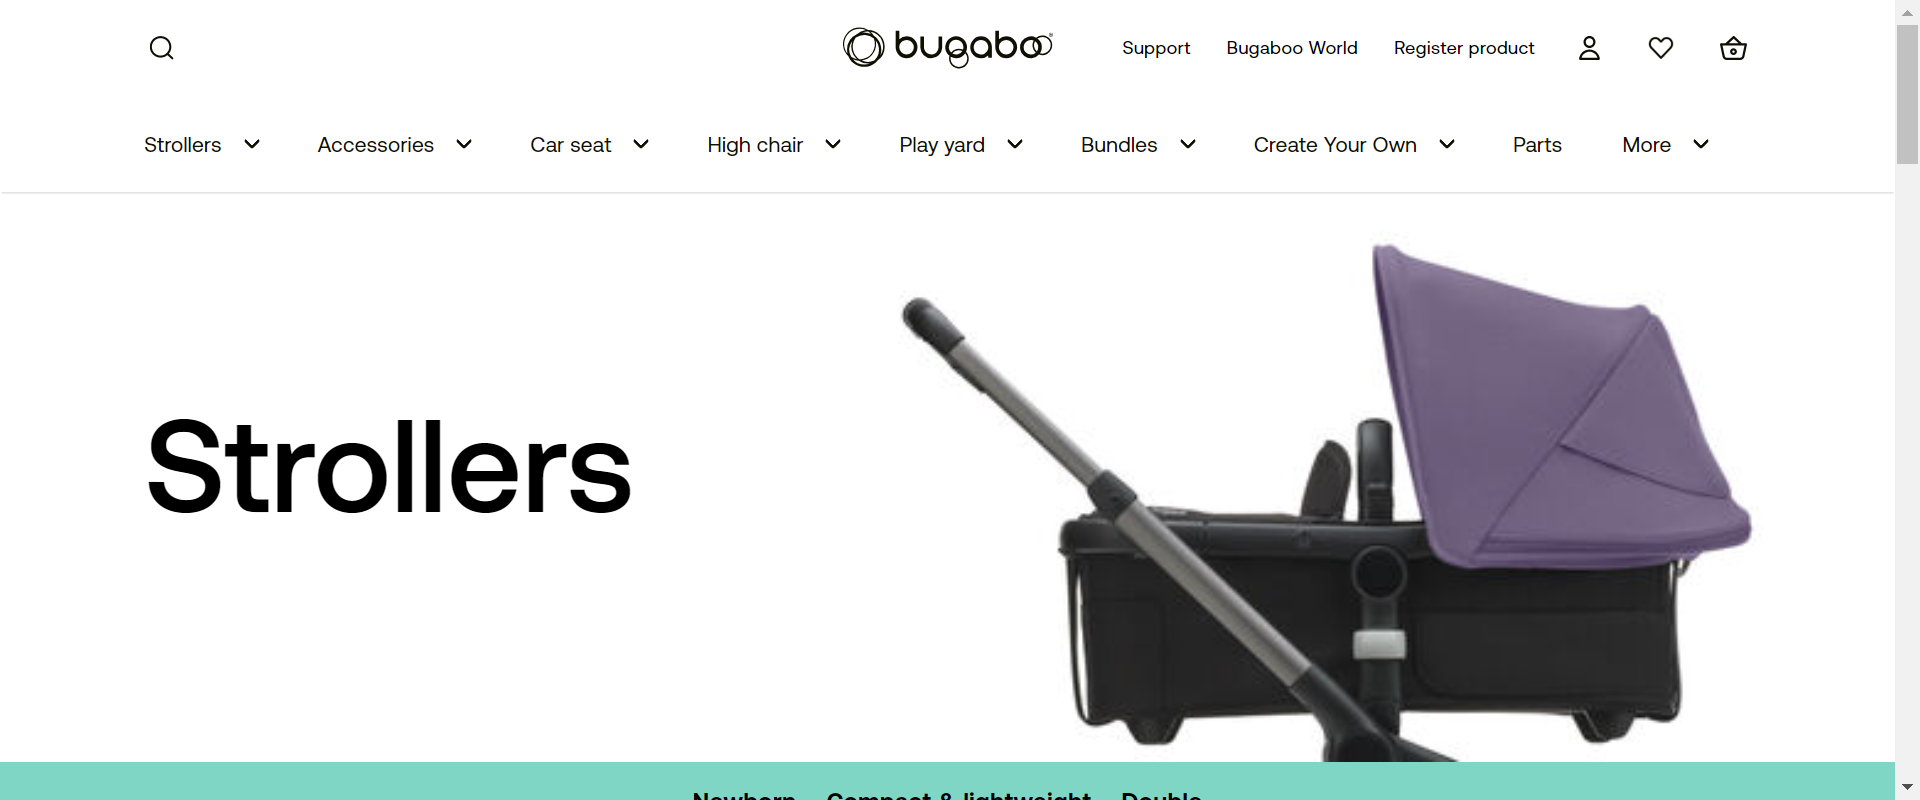 bugaboo
Support Bugaboo World Register product
Strollers Accessories Car seat High chair Play yard Bundles Create Your Own Parts More
Strollers
Newborn Compact & lightweight Double